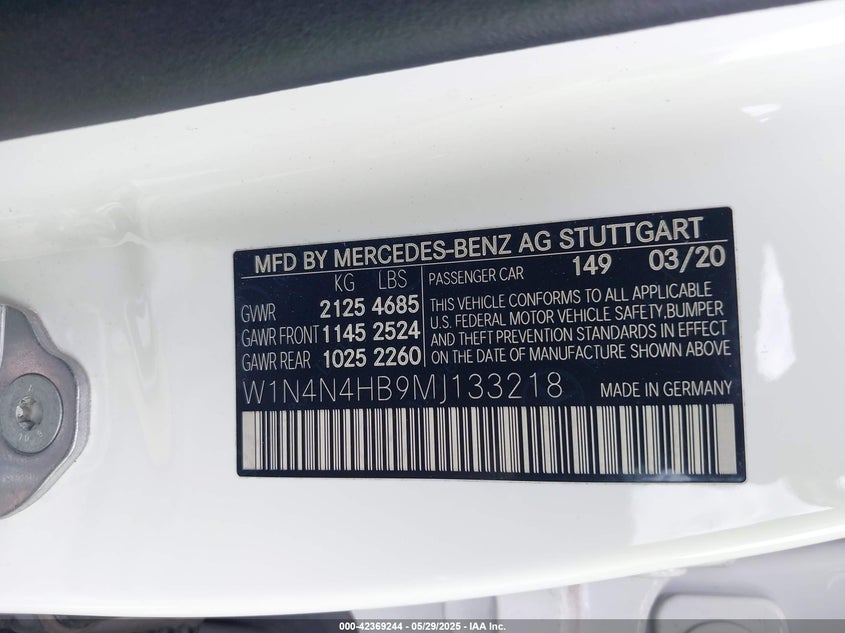 MFD BY MERCEDES-BENZ AG STUTTGART
KG LBS
GVWR 2125 4685
GAWR FRONT 1145 2524
GAWR REAR 1025 2260
PASSENGER CAR 149 03/20
THIS VEHICLE CONFORMS TO ALL APPLICABLE
U.S. FEDERAL MOTOR VEHICLE SAFETY, BUMPER
AND THEFT PREVENTION STANDARDS IN EFFECT
ON THE DATE OF MANUFACTURE SHOWN ABOVE
W1N4N4HB9MJ133218 MADE IN GERMANY
000-42369244 - 05/29/2025 - IAA Inc.